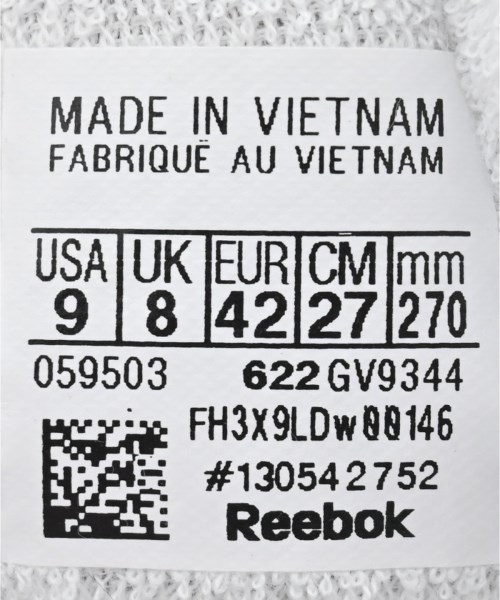 MADE IN VIETNAM
FABRIQUÉ AU VIETNAM
USA UK EUR CM mm
9 8 42 27 270
059503 622 GV9344
FH3X9LDw00146
#130542752
Reebok